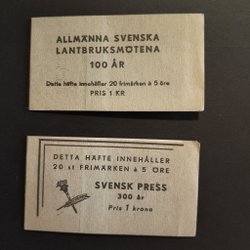 ALLMÄNNA SVENSKA
LANTBRUKSMÖTENA
100 ÅR
Detta häfte innehåller 20 frimärken à 5 öre
PRIS 1 KR
DETTA HÄFTE INNEHÅLLER
20 st FRIMÄRKEN à 5 ÖRE
SVENSK PRESS
300 år
Pris 1 krona